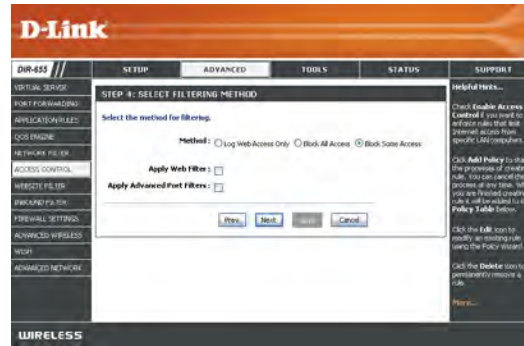 D-Link
DIR-655
SETUP
ADVANCED
TOOLS
STATUS
SUPPORT
VIRTUAL SERVER
PORT FORWARDING
APPLICATION RULES
QOS ENGINE
NETWORK FILTER
ACCESS CONTROL
WEBSITE FILTER
INBOUND FILTER
FIREWALL SETTINGS
ADVANCED WIRELESS
WISH
ADVANCED NETWORK
STEP 4: SELECT FILTERING METHOD
Select the method for filtering.
Method : Log Web Access Only Block All Access Block Some Access
Apply Web Filter :
Apply Advanced Port Filters :
Prev Next Save Cancel
Helpful Hints...
Check Enable Access
Control if you want to
enforce rules that limit
Internet access from
specific LAN computers
Click Add Policy to sta
the processes of creatin
rule. You can cancel the
process at any time. W
you are finished creatin
rule it will be added to t
Policy Table below.
Click the Edit icon to
modify an existing rule
using the Policy Wizard.
Click the Delete icon to
permanently remove a
rule.
More...
WIRELESS